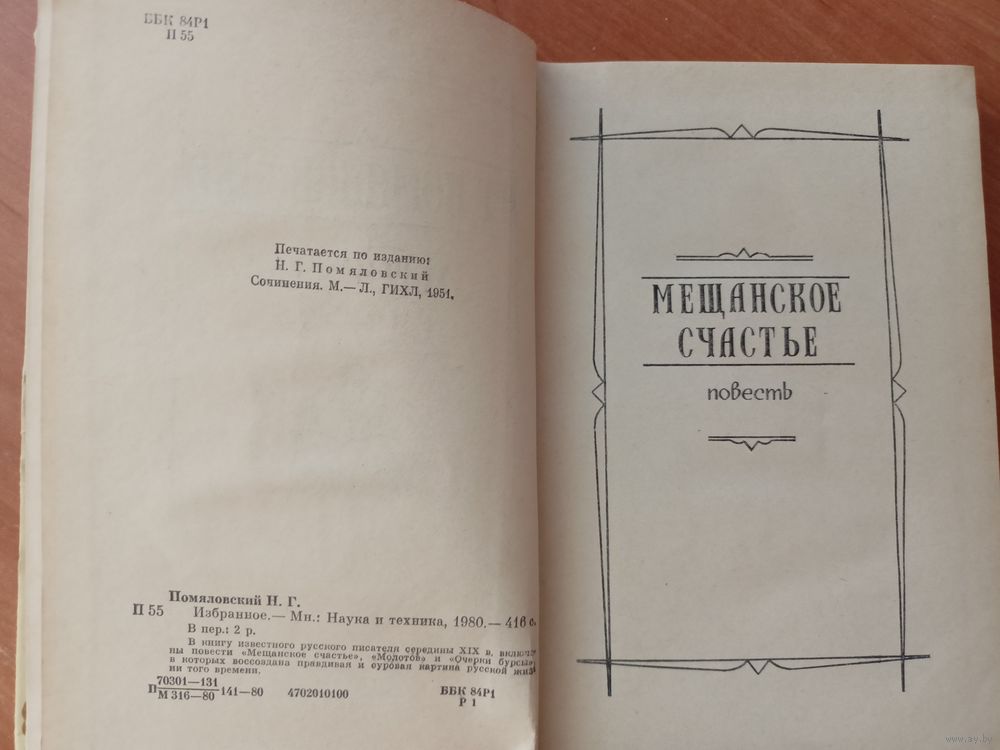 ББК 84Р1
П 55
Печатается по изданию:
Н. Г. Помяловский
Сочинения. М.— Л., ГИХЛ, 1951.
Помяловский Н. Г.
П 55 Избранное.— Мн.: Наука и техника, 1980.— 416 с.
В пер.: 2 р.
В книгу известного русского писателя середины XIX в. включе-
ны повести «Мещанское счастье», «Молотов» и «Очерки бурсы»,
в которых воссоздана правдивая и суровая картина русской жиз-
ни того времени.
70301—131
П 141—80 4702010100 ББК 84Р1
М 316—80 Р 1
МЕЩАНСКОЕ
СЧАСТЬЕ
повесть
www.ay.by